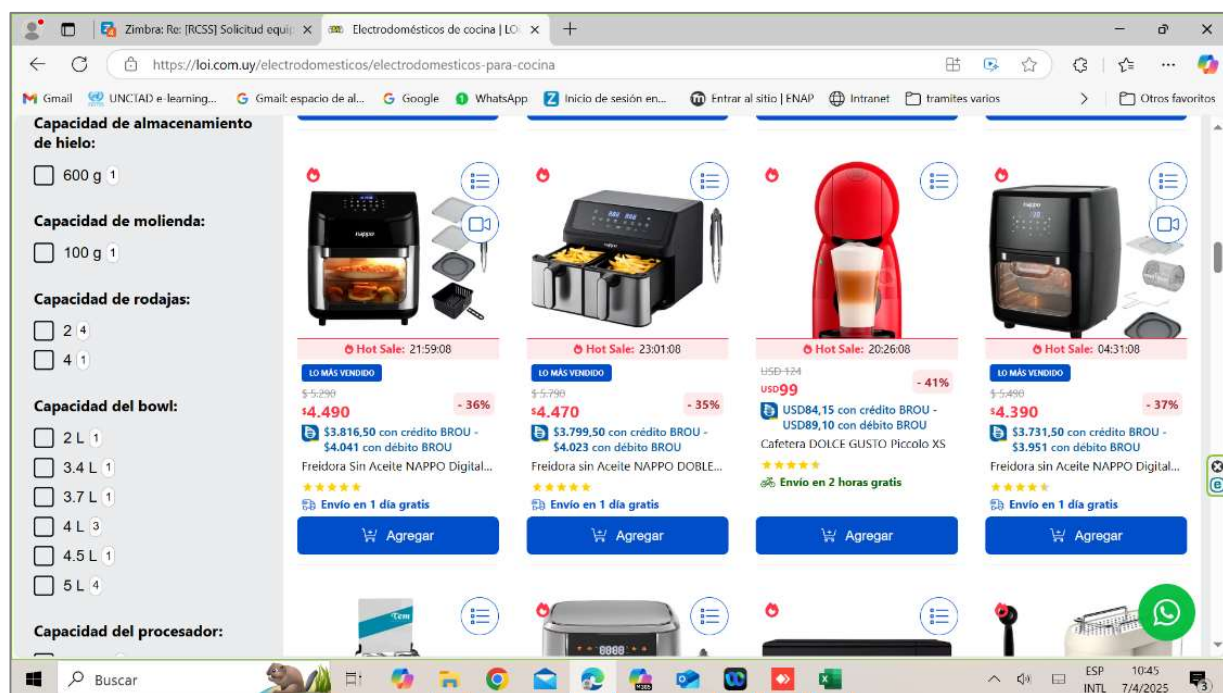 Zimbra: Re: [RCSS] Solicitud equip
Electrodomésticos de cocina | LO
https://loi.com.uy/electrodomesticos/electrodomesticos-para-cocina
Gmail
UNCTAD e-learning...
Gmail: espacio de al...
Google
WhatsApp
Inicio de sesión en...
Entrar al sitio | ENAP
Intranet
tramites varios
Otros favoritos
Capacidad de almacenamiento
de hielo:
600 g 1
Capacidad de molienda:
100 g 1
Capacidad de rodajas:
2 4
4 1
Capacidad del bowl:
2 L 1
3.4 L 1
3.7 L 1
4 L 3
4.5 L 1
5 L 4
Capacidad del procesador:
nappo
Hot Sale: 21:59:08
LO MÁS VENDIDO
$ 5.290
$4.490
- 36%
$3.816,50 con crédito BROU -
$4.041 con débito BROU
Freidora Sin Aceite NAPPO Digital...
Envío en 1 día gratis
Agregar
Hot Sale: 23:01:08
LO MÁS VENDIDO
$ 5.790
$4.470
- 35%
$3.799,50 con crédito BROU -
$4.023 con débito BROU
Freidora sin Aceite NAPPO DOBLE...
Envío en 1 día gratis
Agregar
Hot Sale: 20:26:08
USD 124
USD99
- 41%
USD84,15 con crédito BROU -
USD89,10 con débito BROU
Cafetera DOLCE GUSTO Piccolo XS
Envío en 2 horas gratis
Agregar
Hot Sale: 04:31:08
LO MÁS VENDIDO
$ 5.490
$4.390
- 37%
$3.731,50 con crédito BROU -
$3.951 con débito BROU
Freidora Sin Aceite NAPPO Digital...
Envío en 1 día gratis
Agregar
Tem
Buscar
M365
ESP
INTL
10:45
7/4/2025
3